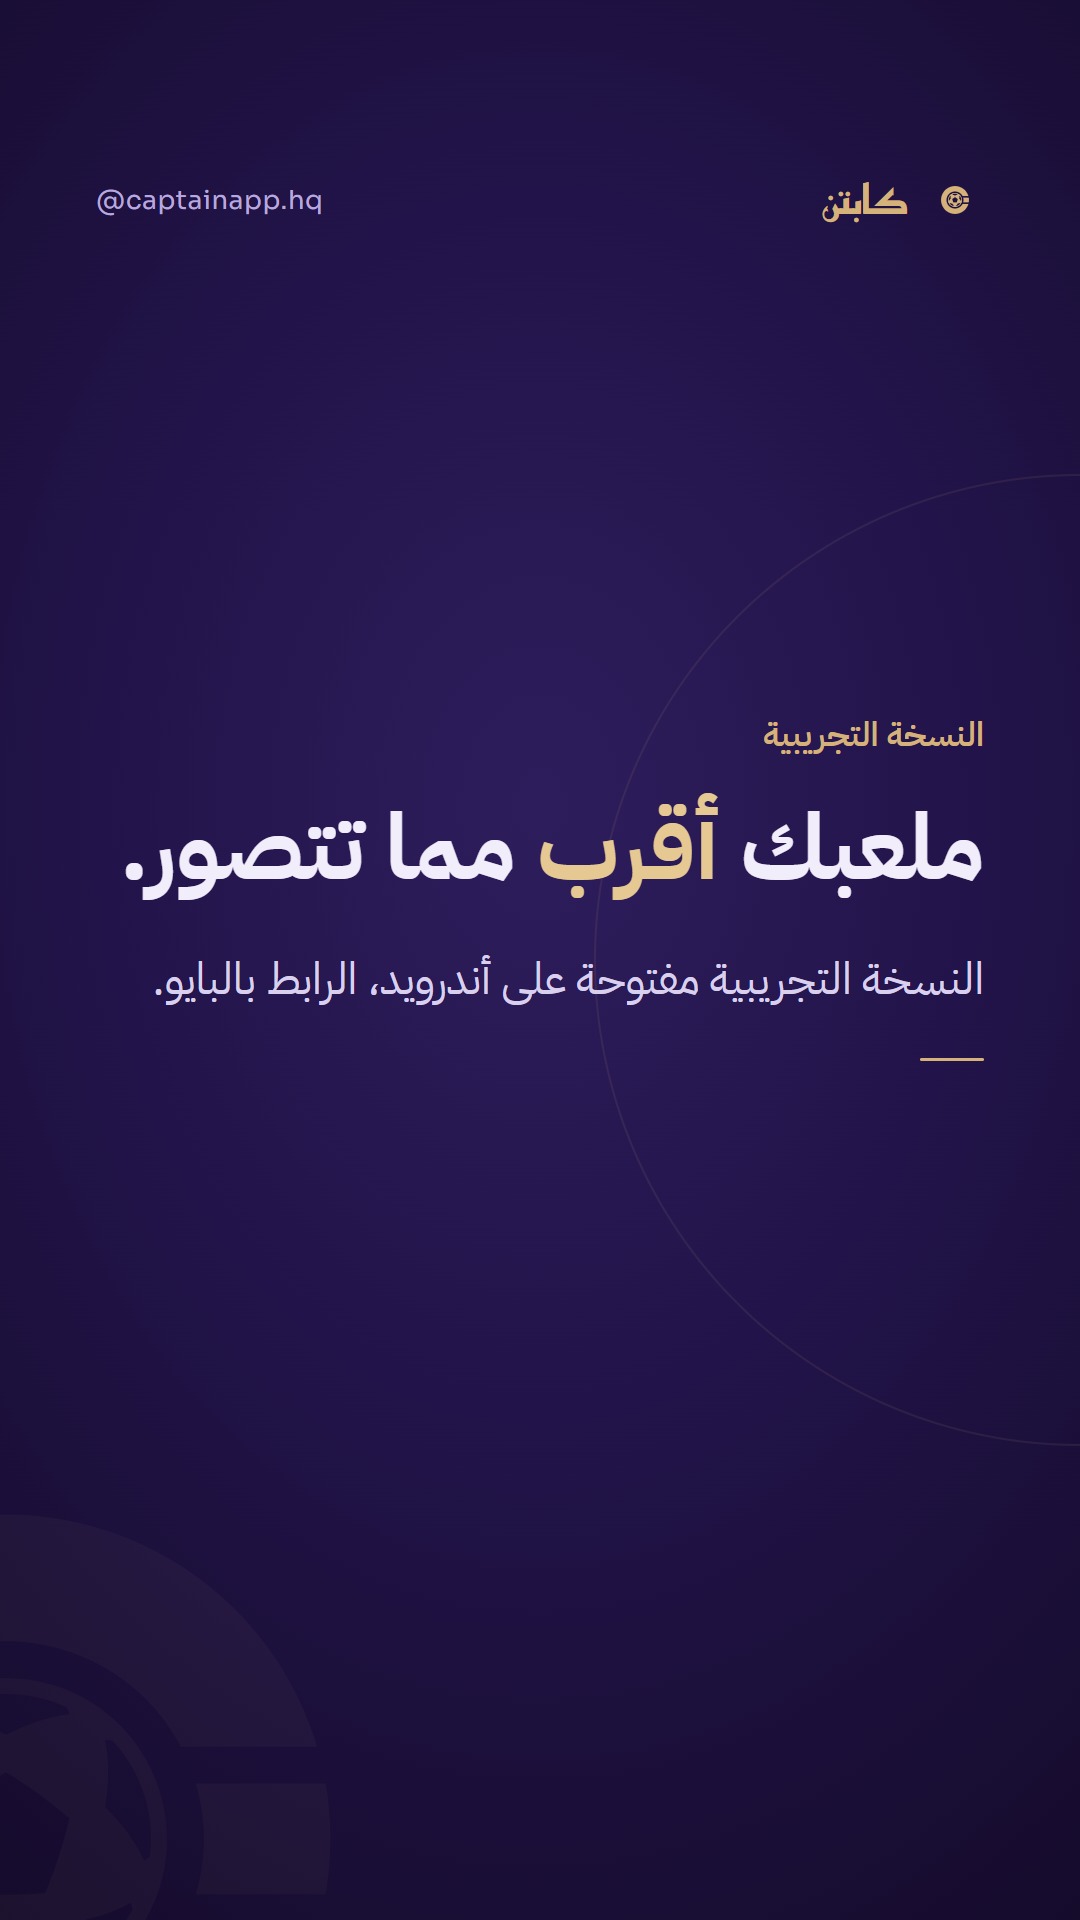 كابتن
@captainapp.hq
النسخة التجريبية
ملعبك أقرب مما تتصور.
النسخة التجريبية مفتوحة على أندرويد، الرابط بالبايو.